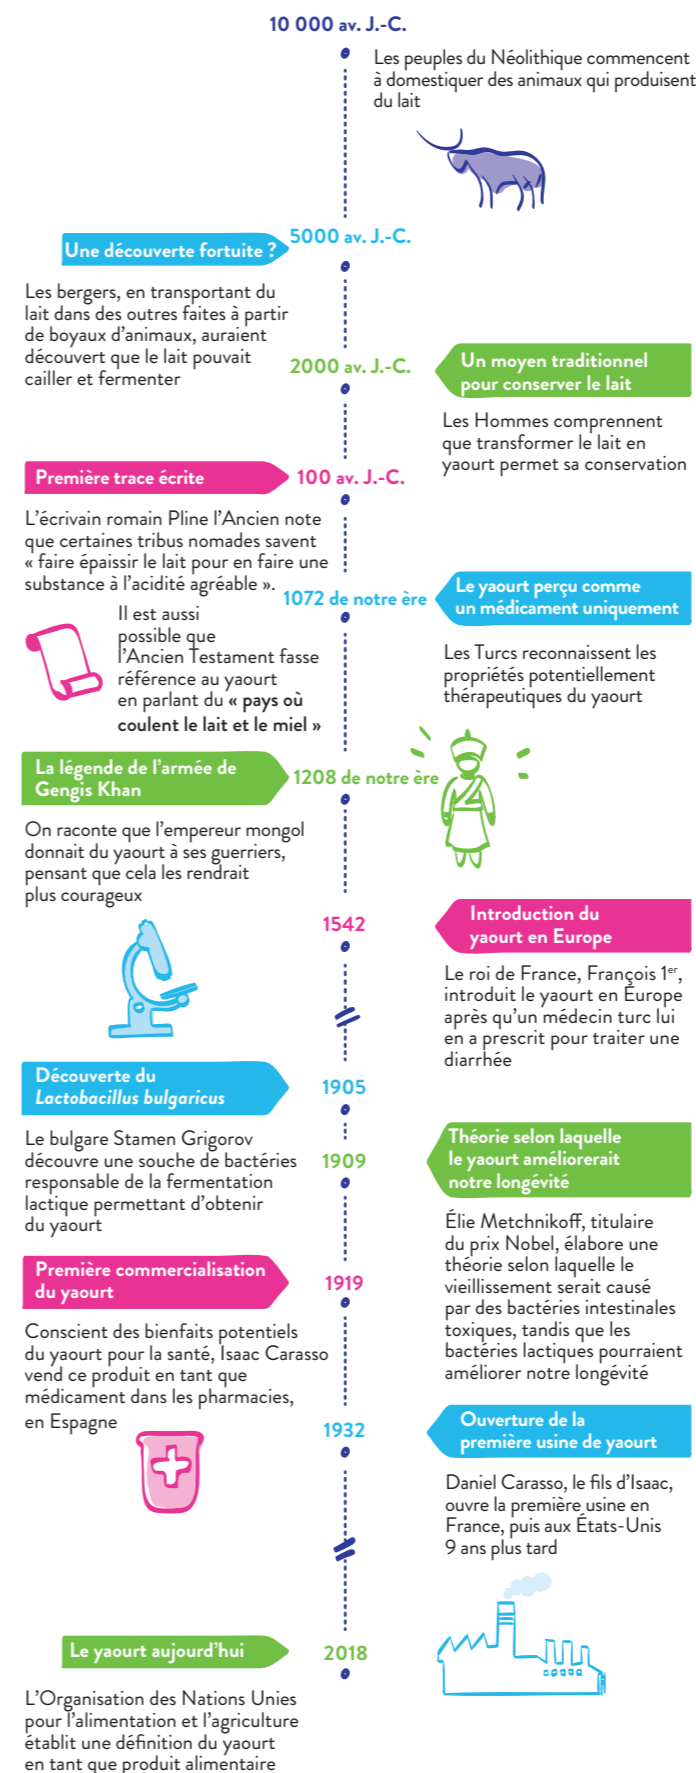 10 000 av. J.-C.
Les peuples du Néolithique commencent
à domestiquer des animaux qui produisent
du lait
5000 av. J.-C.
Une découverte fortuite ?
Les bergers, en transportant du
lait dans des outres faites à partir
de boyaux d’animaux, auraient
découvert que le lait pouvait
cailler et fermenter
2000 av. J.-C.
Un moyen traditionnel
pour conserver le lait
Les Hommes comprennent
que transformer le lait en
yaourt permet sa conservation
Première trace écrite
100 av. J.-C.
L’écrivain romain Pline l’Ancien note
que certaines tribus nomades savent
« faire épaissir le lait pour en faire une
substance à l’acidité agréable ».
Il est aussi
possible que
l’Ancien Testament fasse
référence au yaourt
en parlant du « pays où
coulent le lait et le miel »
1072 de notre ère
Le yaourt perçu comme
un médicament uniquement
Les Turcs reconnaissent les
propriétés potentiellement
thérapeutiques du yaourt
La légende de l’armée de
Gengis Khan
1208 de notre ère
On raconte que l’empereur mongol
donnait du yaourt à ses guerriers,
pensant que cela les rendrait
plus courageux
1542
Introduction du
yaourt en Europe
Le roi de France, François 1er,
introduit le yaourt en Europe
après qu’un médecin turc lui
en a prescrit pour traiter une
diarrhée
Découverte du
Lactobacillus bulgaricus
1905
Le bulgare Stamen Grigorov
découvre une souche de bactéries
responsable de la fermentation
lactique permettant d’obtenir
du yaourt
1909
Théorie selon laquelle
le yaourt améliorerait
notre longévité
Élie Metchnikoff, titulaire
du prix Nobel, élabore une
théorie selon laquelle le
vieillissement serait causé
par des bactéries intestinales
toxiques, tandis que les
bactéries lactiques pourraient
améliorer notre longévité
Première commercialisation
du yaourt
1919
Conscient des bienfaits potentiels
du yaourt pour la santé, Isaac Carasso
vend ce produit en tant que
médicament dans les pharmacies,
en Espagne
1932
Ouverture de la
première usine de yaourt
Daniel Carasso, le fils d’Isaac,
ouvre la première usine en
France, puis aux États-Unis
9 ans plus tard
Le yaourt aujourd’hui
2018
L’Organisation des Nations Unies
pour l’alimentation et l’agriculture
établit une définition du yaourt
en tant que produit alimentaire